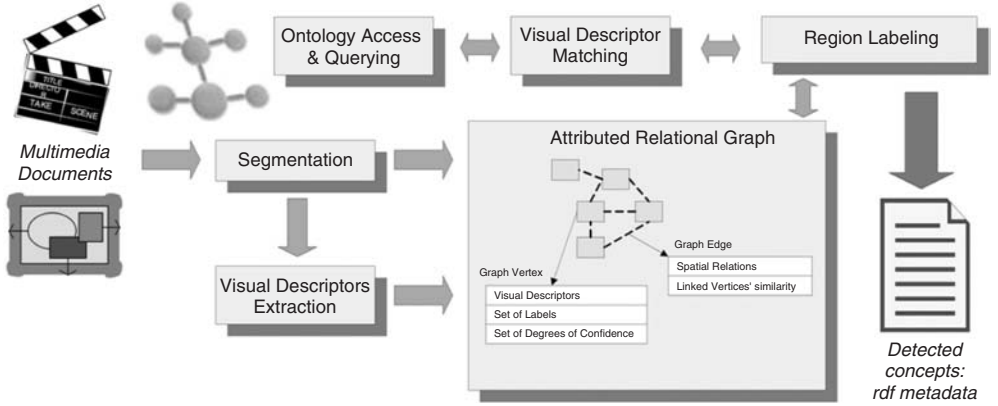 Ontology Access
& Querying
Visual Descriptor
Matching
Region Labeling
TITLE
DIRECTO
R
TAKE
SCENE
Multimedia
Documents
Segmentation
Attributed Relational Graph
Graph Edge
Spatial Relations
Linked Vertices' similarity
Graph Vertex
Visual Descriptors
Set of Labels
Set of Degrees of Confidence
Visual Descriptors
Extraction
Detected
concepts:
rdf metadata